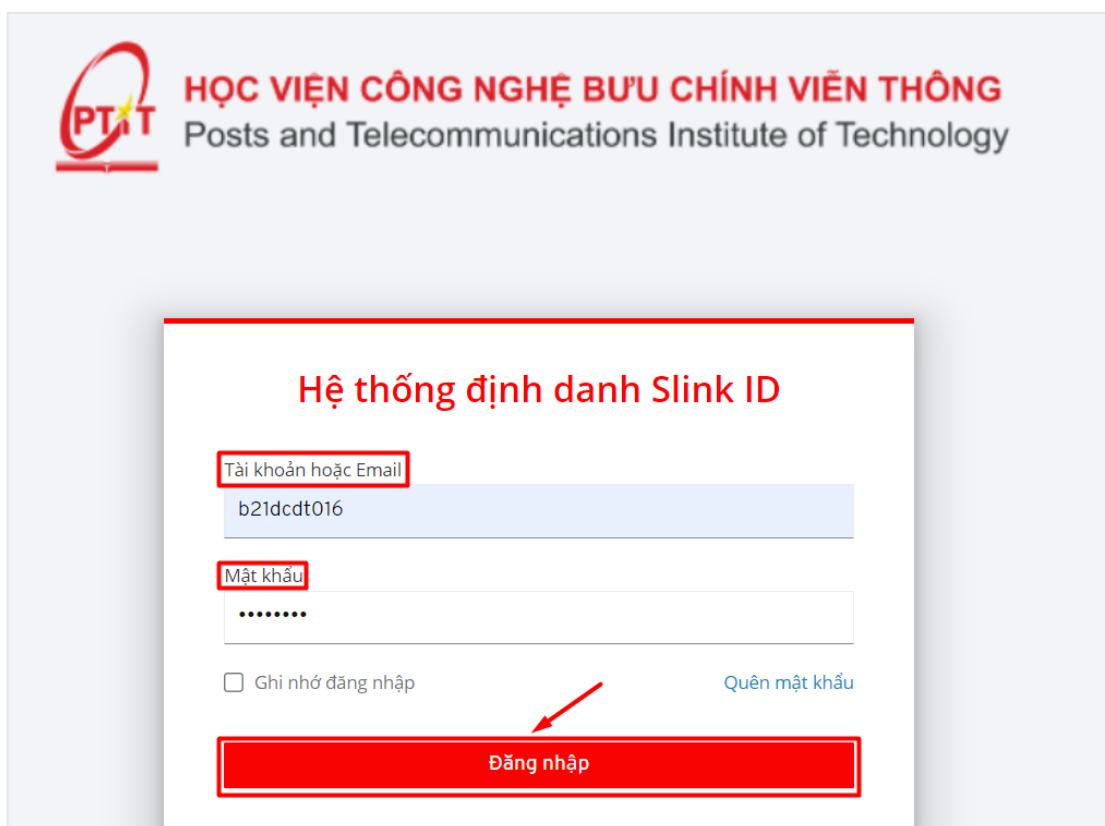 PTIT
HỌC VIỆN CÔNG NGHỆ BƯU CHÍNH VIỄN THÔNG
Posts and Telecommunications Institute of Technology
Hệ thống định danh Slink ID
Tài khoản hoặc Email
b21dcdt016
Mật khẩu
••••••••
Ghi nhớ đăng nhập
Quên mật khẩu
Đăng nhập